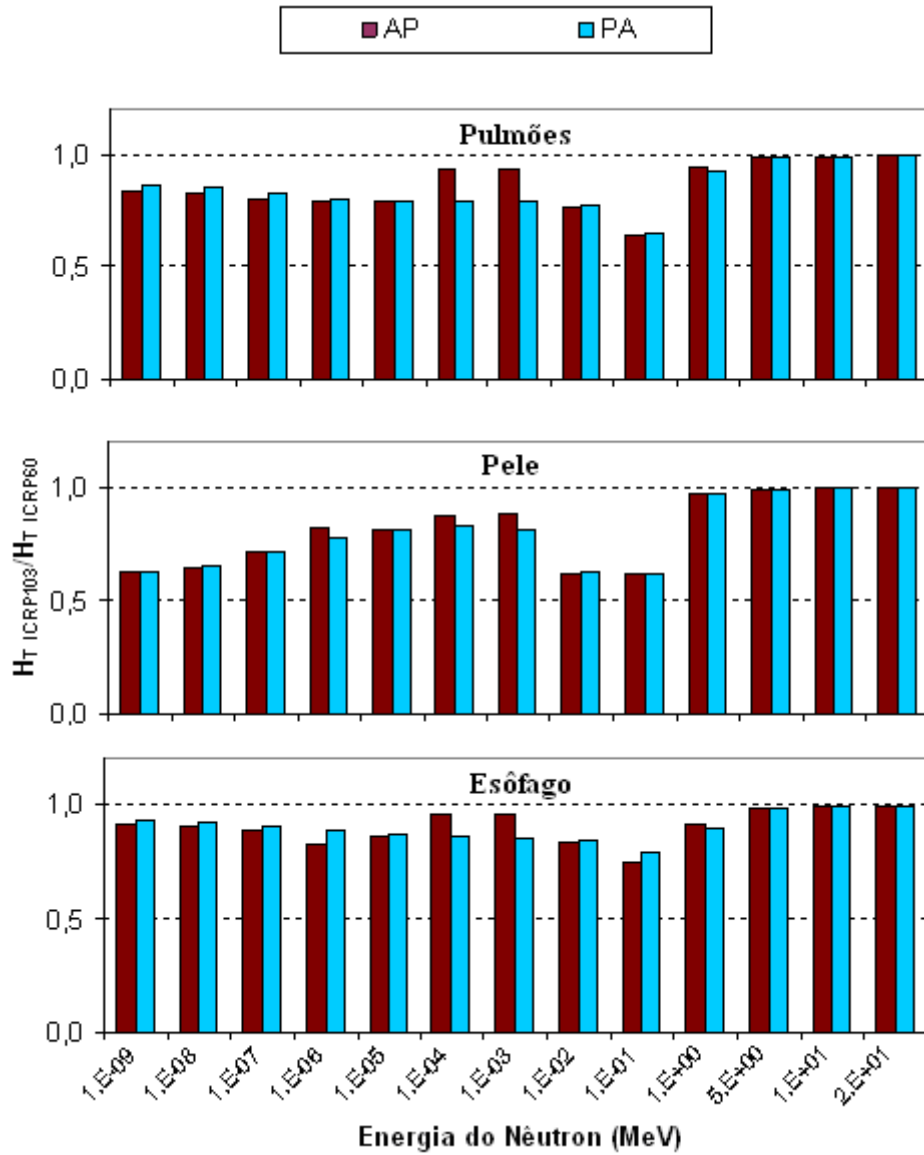 AP PA
Pulmões
1,0
0,5
0,0
Pele
1,0
0,5
0,0
H T ICRP103/H T ICRP60
Esôfago
1,0
0,5
0,0
1,E-09 1,E-08 1,E-07 1,E-06 1,E-05 1,E-04 1,E-03 1,E-02 1,E-01 1,E+00 5,E+00 1,E+01 2,E+01
Energia do Nêutron (MeV)